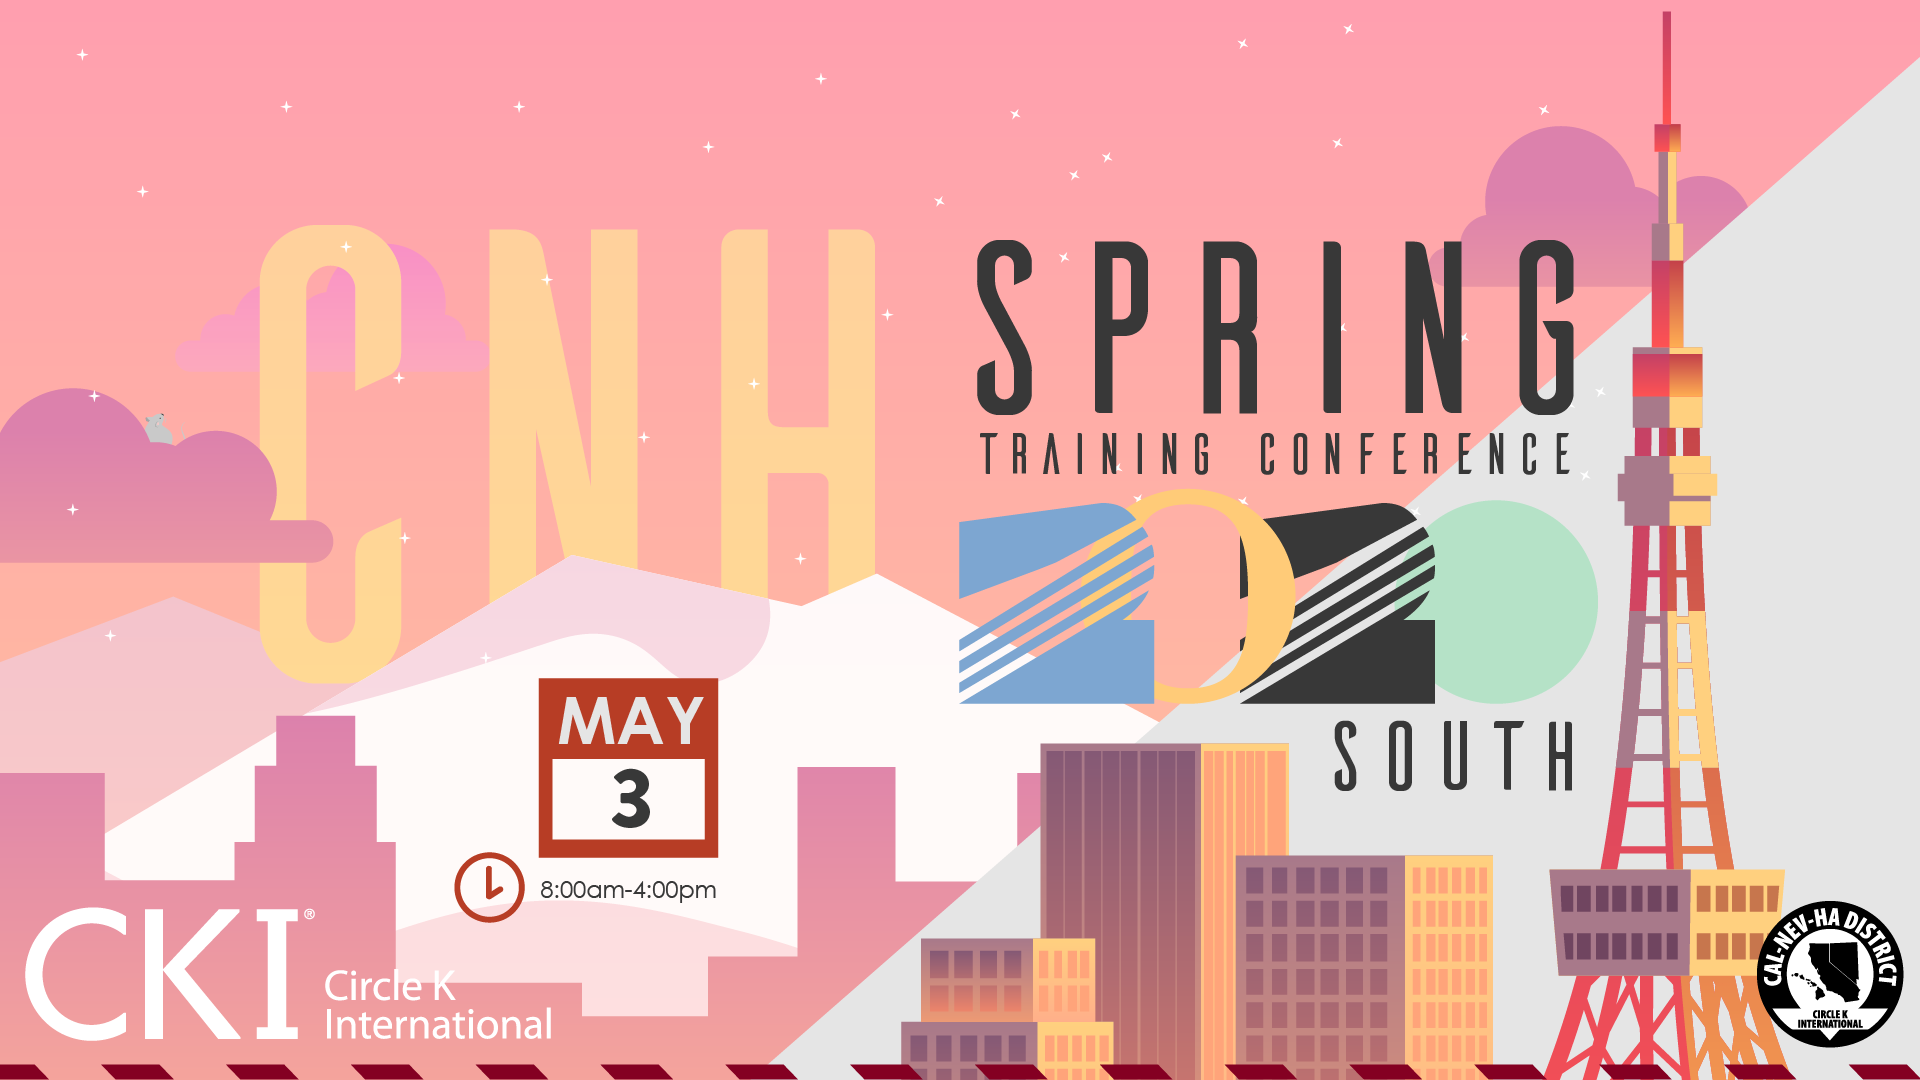 CNH
SPRING
TRAINING CONFERENCE
2020
SOUTH
MAY
3
8:00am-4:00pm
CKI®
Circle K
International
CAL-NEV-HA DISTRICT
CIRCLE K
INTERNATIONAL